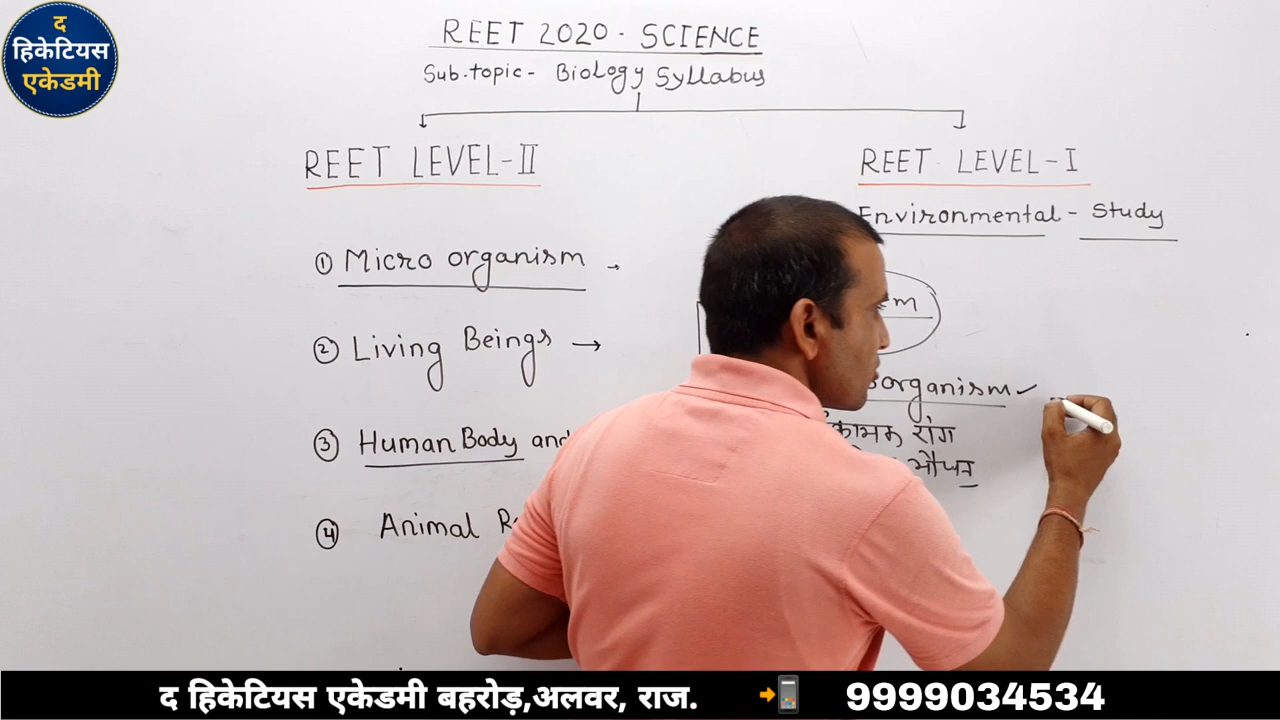 द
हिकेटियस
एकेडमी
REET 2020 - SCIENCE
Sub-topic - Biology Syllabus
REET LEVEL-II
① Micro organism →
② Living Beings →
③ Human Body and
④ Animal
REET LEVEL-I
Environmental - Study
organism ✓
रोग
द हिकेटियस एकेडमी बहरोड़,अलवर, राज.
9999034534